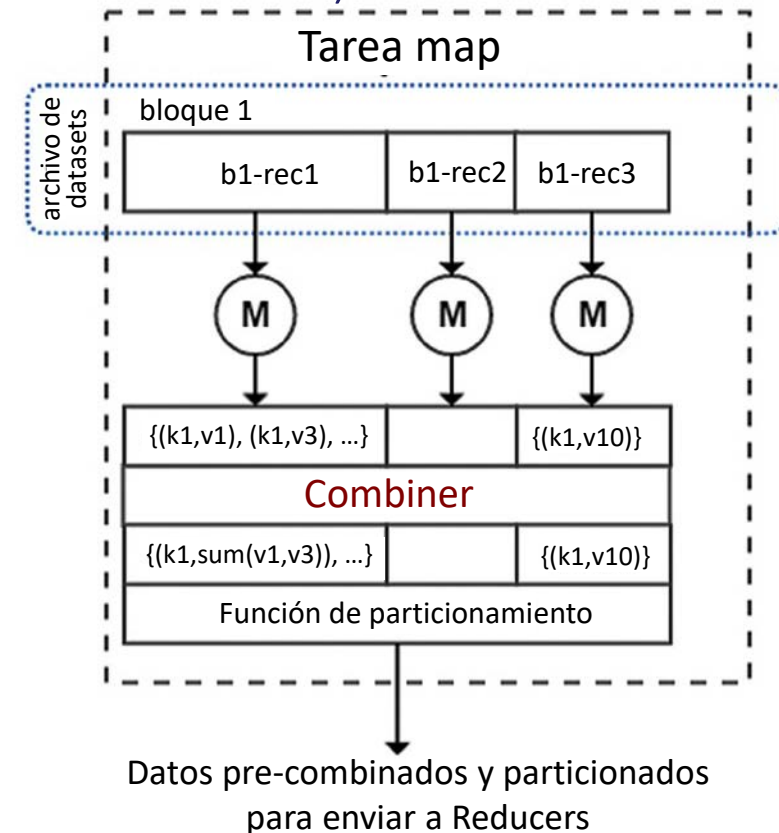 Tarea map
archivo de
datasets
bloque 1
b1-rec1 b1-rec2 b1-rec3
M M M
{(k1,v1), (k1,v3), ...} {(k1,v10)}
Combiner
{(k1,sum(v1,v3)), ...} {(k1,v10)}
Función de particionamiento
Datos pre-combinados y particionados
para enviar a Reducers